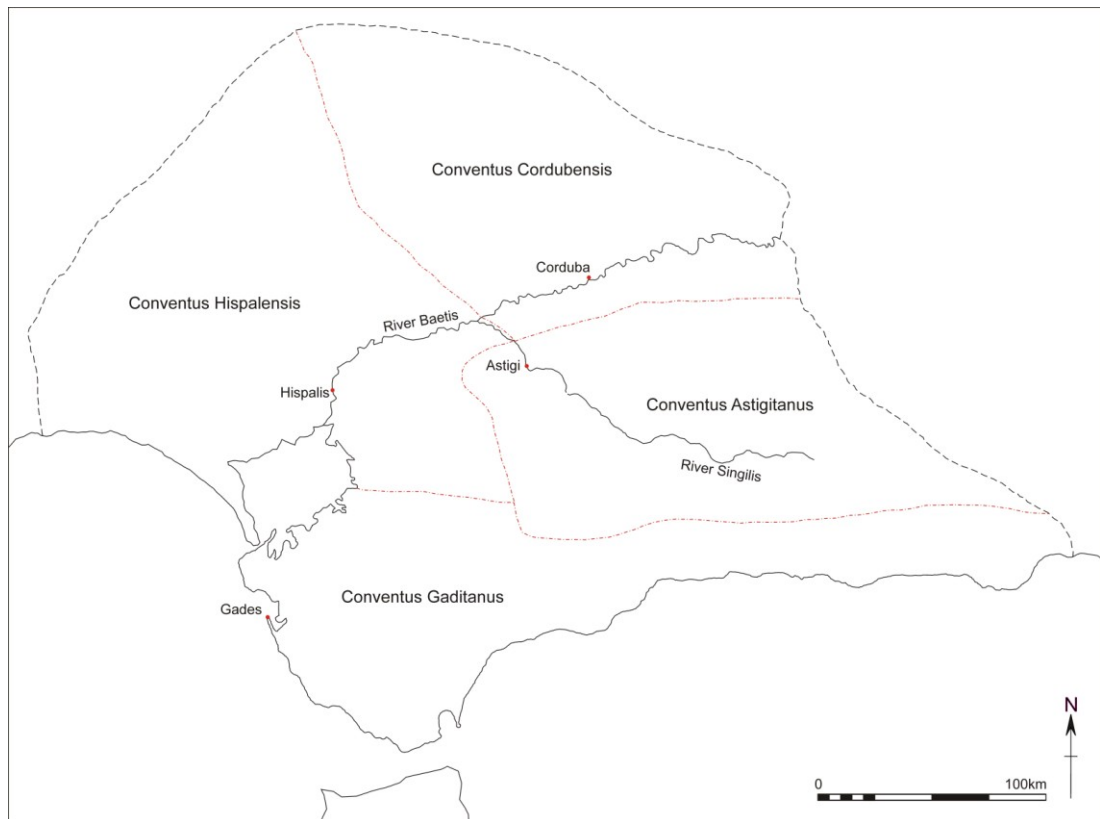 Conventus Cordubensis
Corduba
Conventus Hispalensis
River Baetis
Astigi
Hispalis
Conventus Astigitanus
River Singilis
Conventus Gaditanus
Gades
N
0 100km